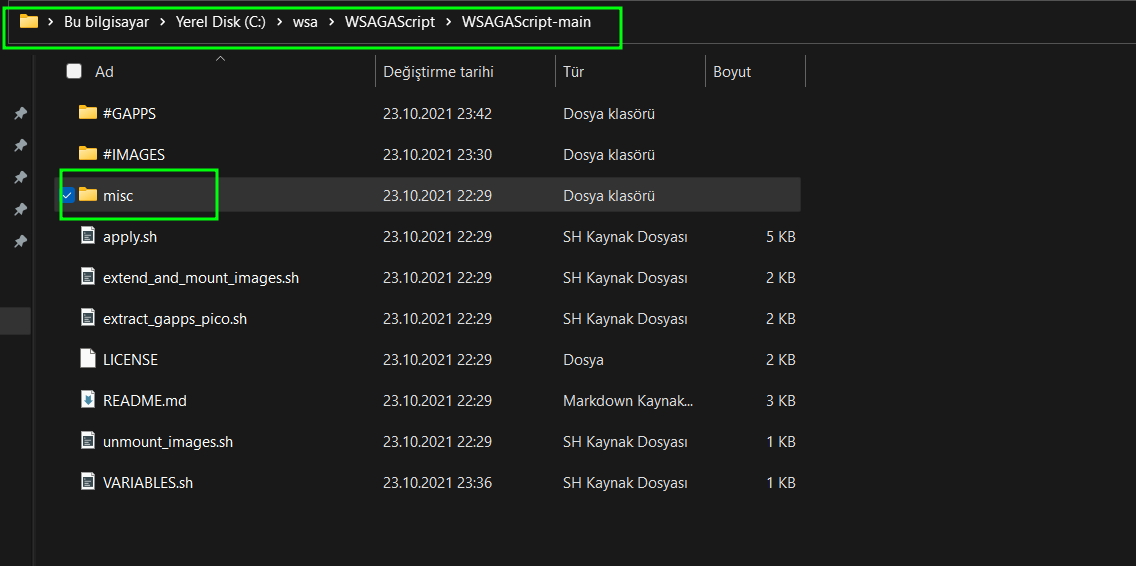 Bu bilgisayar > Yerel Disk (C:) > wsa > WSAGAScript > WSAGAScript-main
Ad Değiştirme tarihi Tür Boyut
#GAPPS 23.10.2021 23:42 Dosya klasörü
#IMAGES 23.10.2021 23:30 Dosya klasörü
misc 23.10.2021 22:29 Dosya klasörü
apply.sh 23.10.2021 22:29 SH Kaynak Dosyası 5 KB
extend_and_mount_images.sh 23.10.2021 22:29 SH Kaynak Dosyası 2 KB
extract_gapps_pico.sh 23.10.2021 22:29 SH Kaynak Dosyası 2 KB
LICENSE 23.10.2021 22:29 Dosya 2 KB
README.md 23.10.2021 22:29 Markdown Kaynak... 3 KB
unmount_images.sh 23.10.2021 22:29 SH Kaynak Dosyası 1 KB
VARIABLES.sh 23.10.2021 23:36 SH Kaynak Dosyası 1 KB